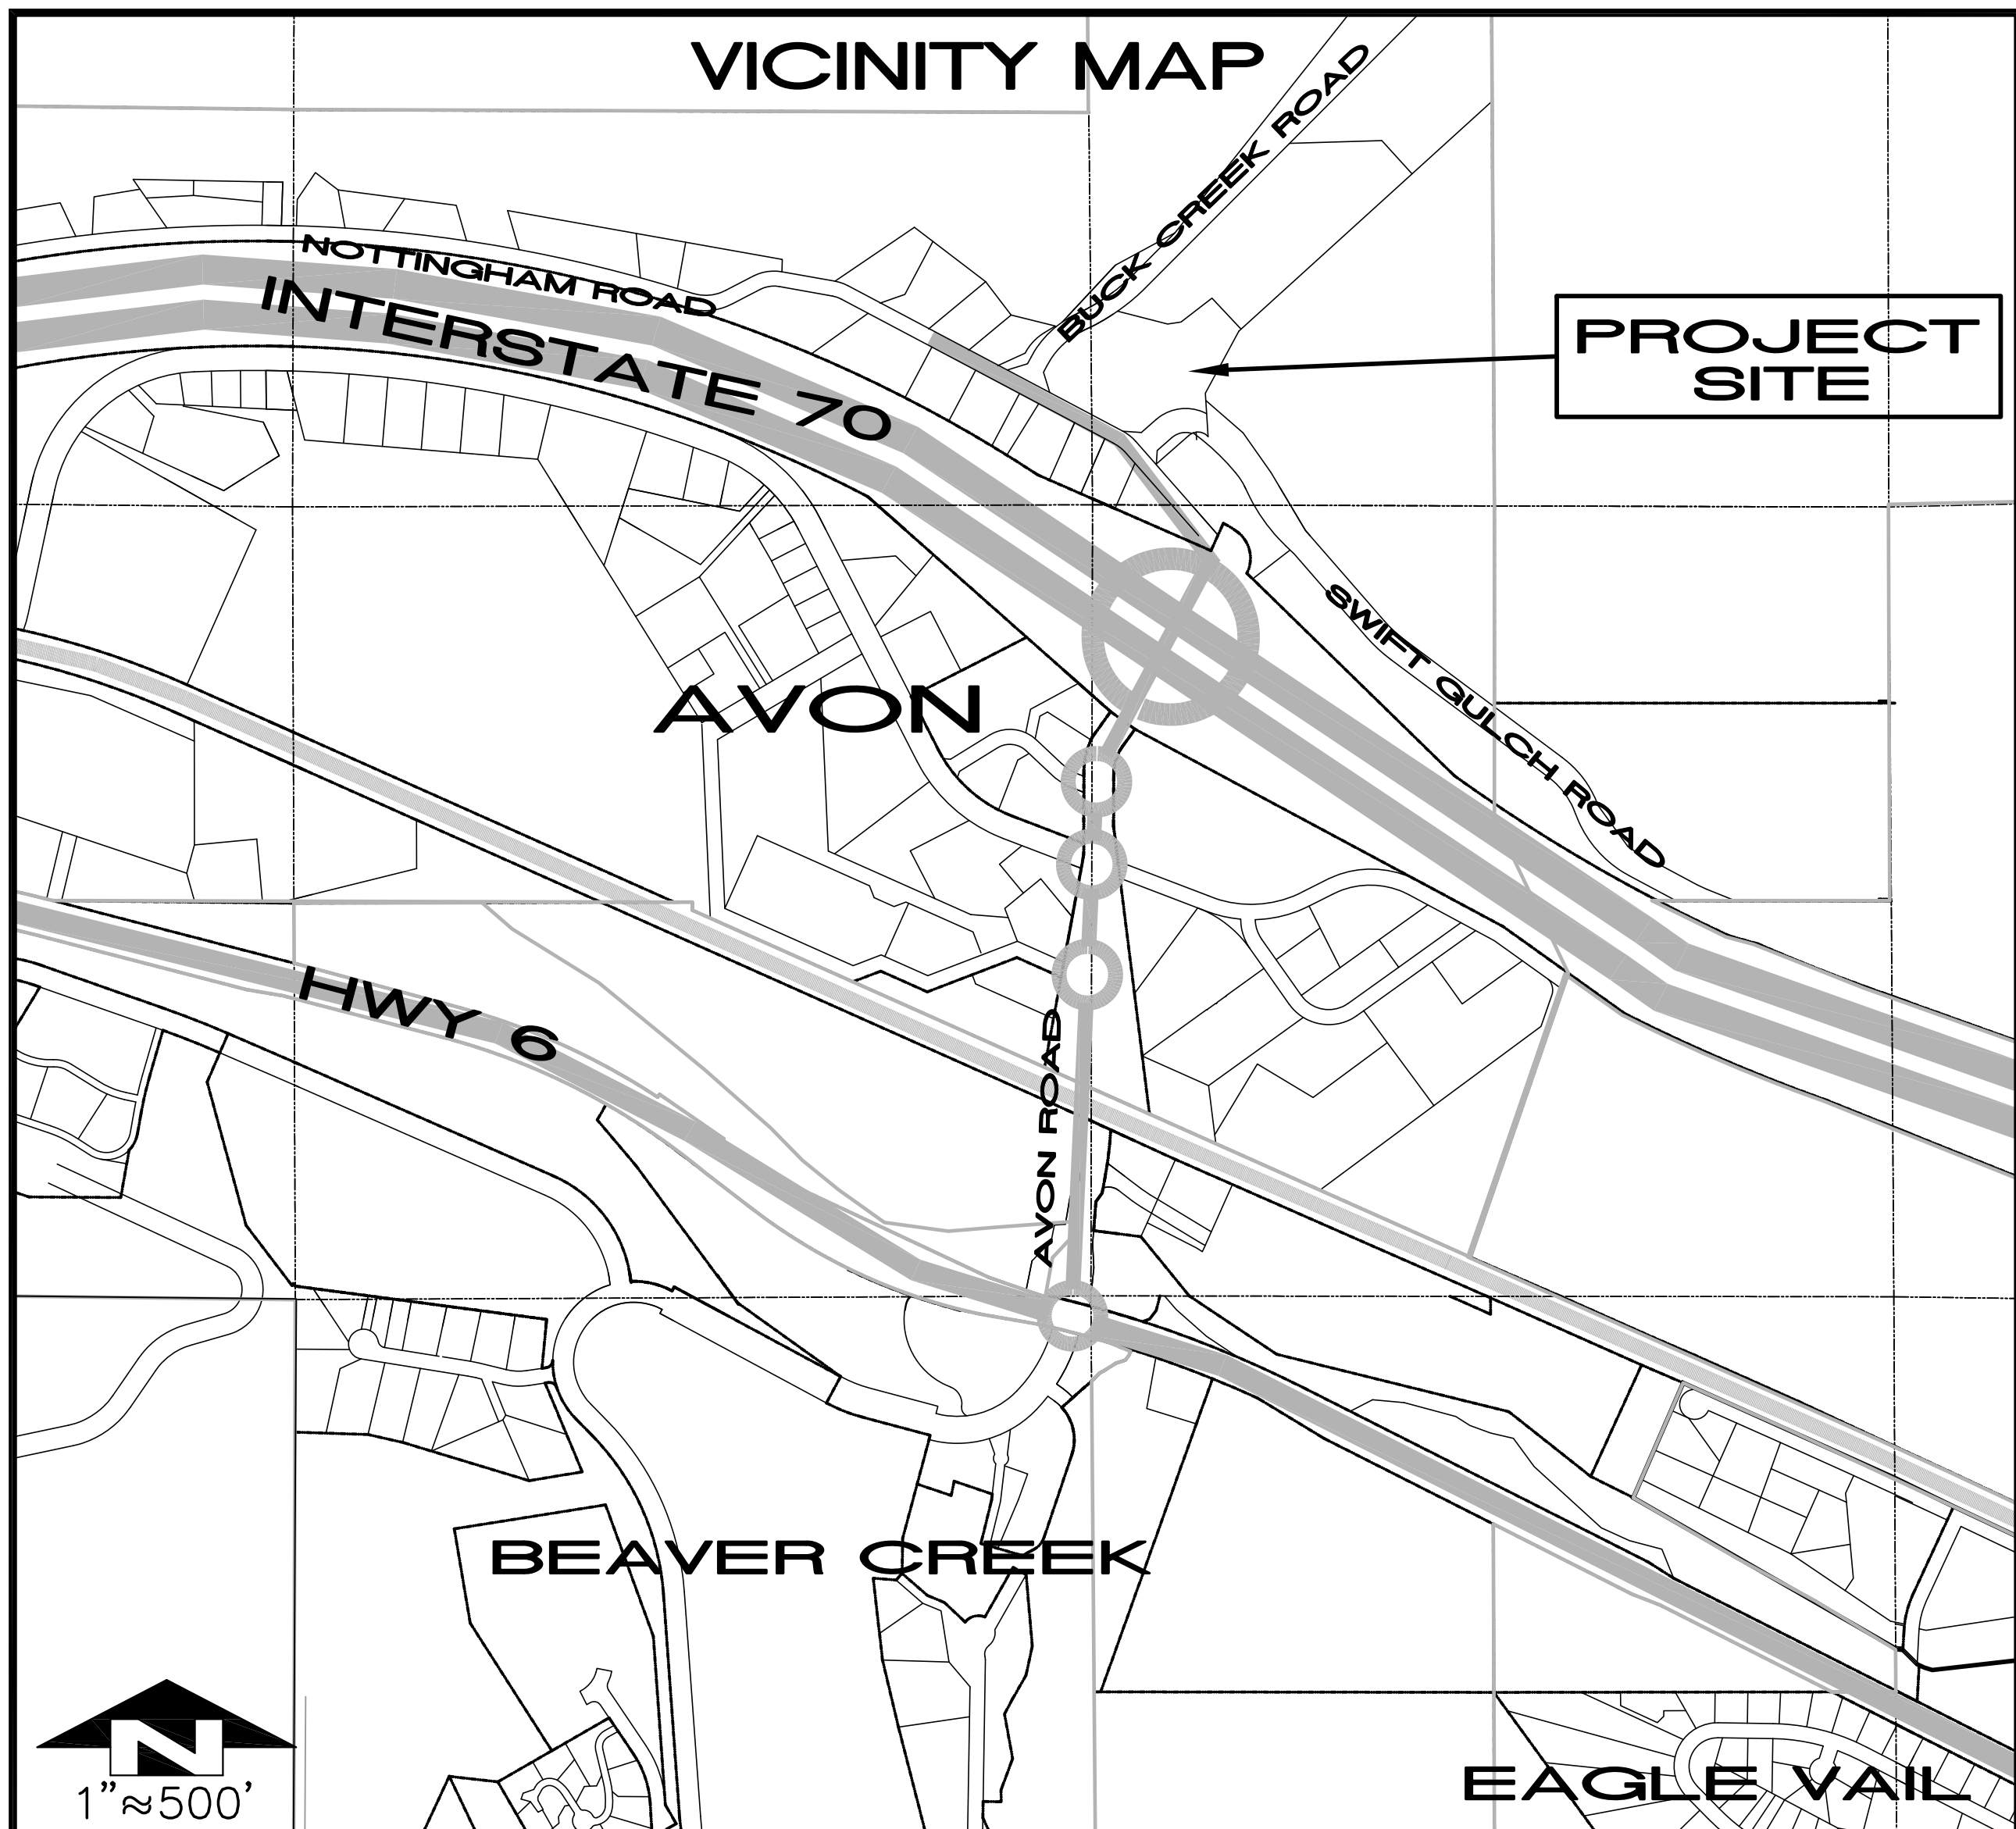 VICINITY MAP
BUCK CREEK ROAD
NOTTINGHAM ROAD
INTERSTATE 70
PROJECT
SITE
SWIFT GULCH ROAD
AVON
HWY 6
AVON ROAD
BEAVER CREEK
N
1"≈500'
EAGLE VAIL